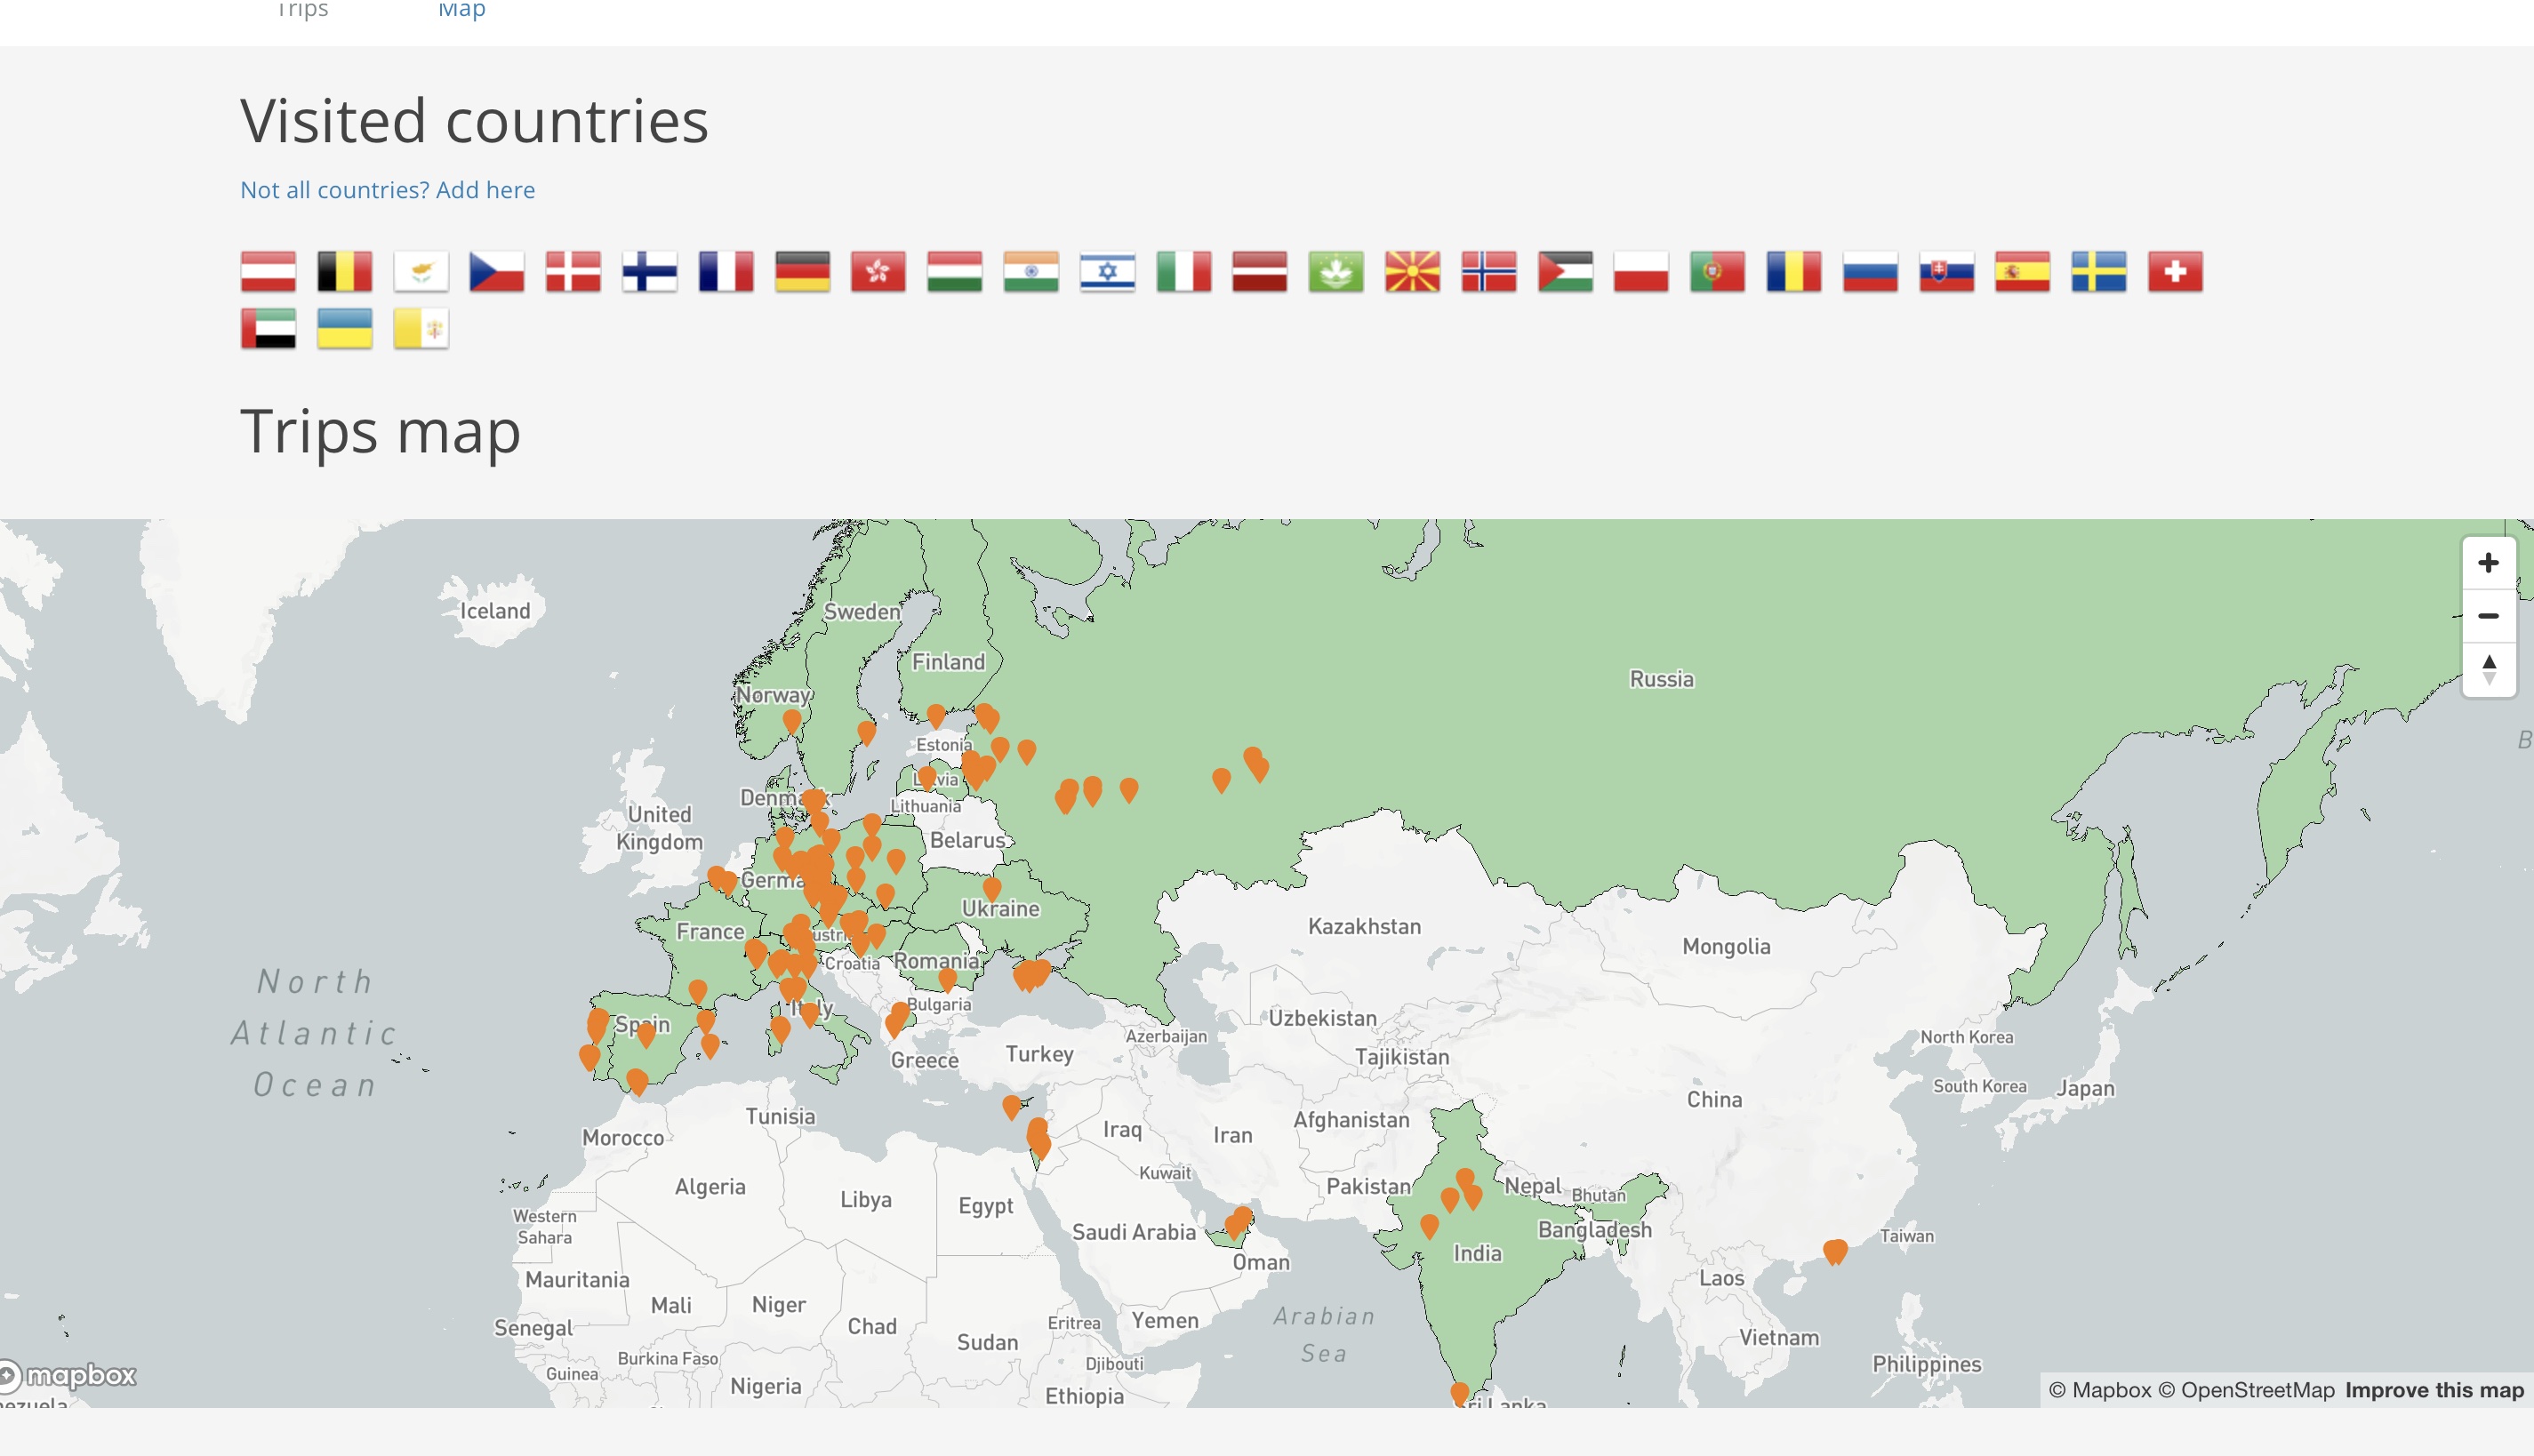 Trips Map
Visited countries
Not all countries? Add here
Trips map
Iceland
Sweden
Finland
Norway
Russia
Estonia
Denmark
Lithuania
United
Kingdom
Belarus
Ukraine
France
Kazakhstan
Mongolia
Croatia
Romania
North
Atlantic
Ocean
Bulgaria
Italy
Spain
Uzbekistan
Azerbaijan
North Korea
Greece
Turkey
Tajikistan
South Korea
Japan
China
Tunisia
Afghanistan
Morocco
Iraq
Iran
Kuwait
Algeria
Libya
Egypt
Pakistan
Nepal
Bhutan
Western
Sahara
Saudi Arabia
Bangladesh
Taiwan
India
Oman
Mauritania
Laos
Mali
Niger
Chad
Arabian
Sea
Senegal
Eritrea
Yemen
Sudan
Vietnam
Burkina Faso
Djibouti
Philippines
Guinea
Nigeria
Ethiopia
mapbox
Sri Lanka
© Mapbox © OpenStreetMap Improve this map